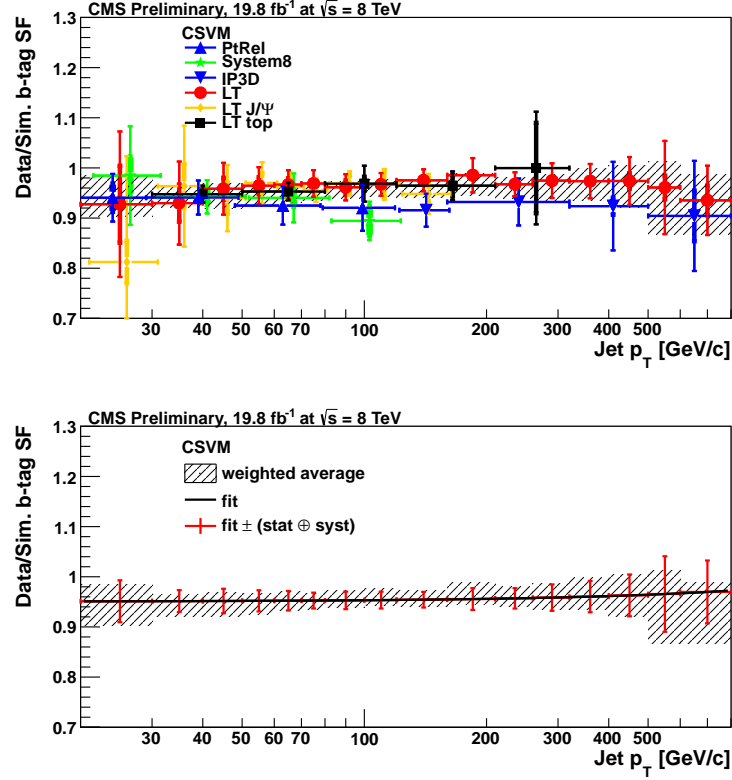 CMS Preliminary, 19.8 fb⁻¹ at √s = 8 TeV
Data/Sim. b-tag SF
1.3
1.2
1.1
1
0.9
0.8
0.7
CSVM
PtRel
System8
IP3D
LT
LT J/Ψ
LT top
30 40 50 60 70 100 200 300 400 500
Jet p_T [GeV/c]
CMS Preliminary, 19.8 fb⁻¹ at √s = 8 TeV
Data/Sim. b-tag SF
1.3
1.2
1.1
1
0.9
0.8
0.7
CSVM
weighted average
fit
fit ± (stat ⊕ syst)
30 40 50 60 70 100 200 300 400 500
Jet p_T [GeV/c]